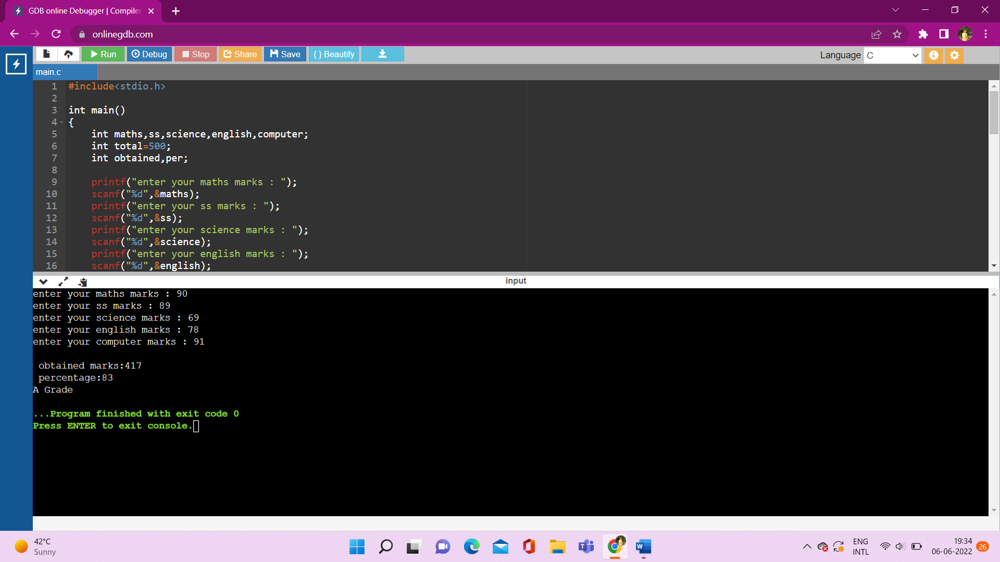 GDB online Debugger | Compiler
onlinegdb.com
Run Debug Stop Share Save { } Beautify Language C
main.c
1 #include<stdio.h>
2
3 int main()
4 {
5 int maths,ss,science,english,computer;
6 int total=500;
7 int obtained,per;
8
9 printf("enter your maths marks : ");
10 scanf("%d",&maths);
11 printf("enter your ss marks : ");
12 scanf("%d",&ss);
13 printf("enter your science marks : ");
14 scanf("%d",&science);
15 printf("enter your english marks : ");
16 scanf("%d",&english);
input
enter your maths marks : 90
enter your ss marks : 89
enter your science marks : 69
enter your english marks : 78
enter your computer marks : 91
obtained marks:417
percentage:83
A Grade
...Program finished with exit code 0
Press ENTER to exit console.
42°C
Sunny
ENG
INTL
19:34
06-06-2022
26